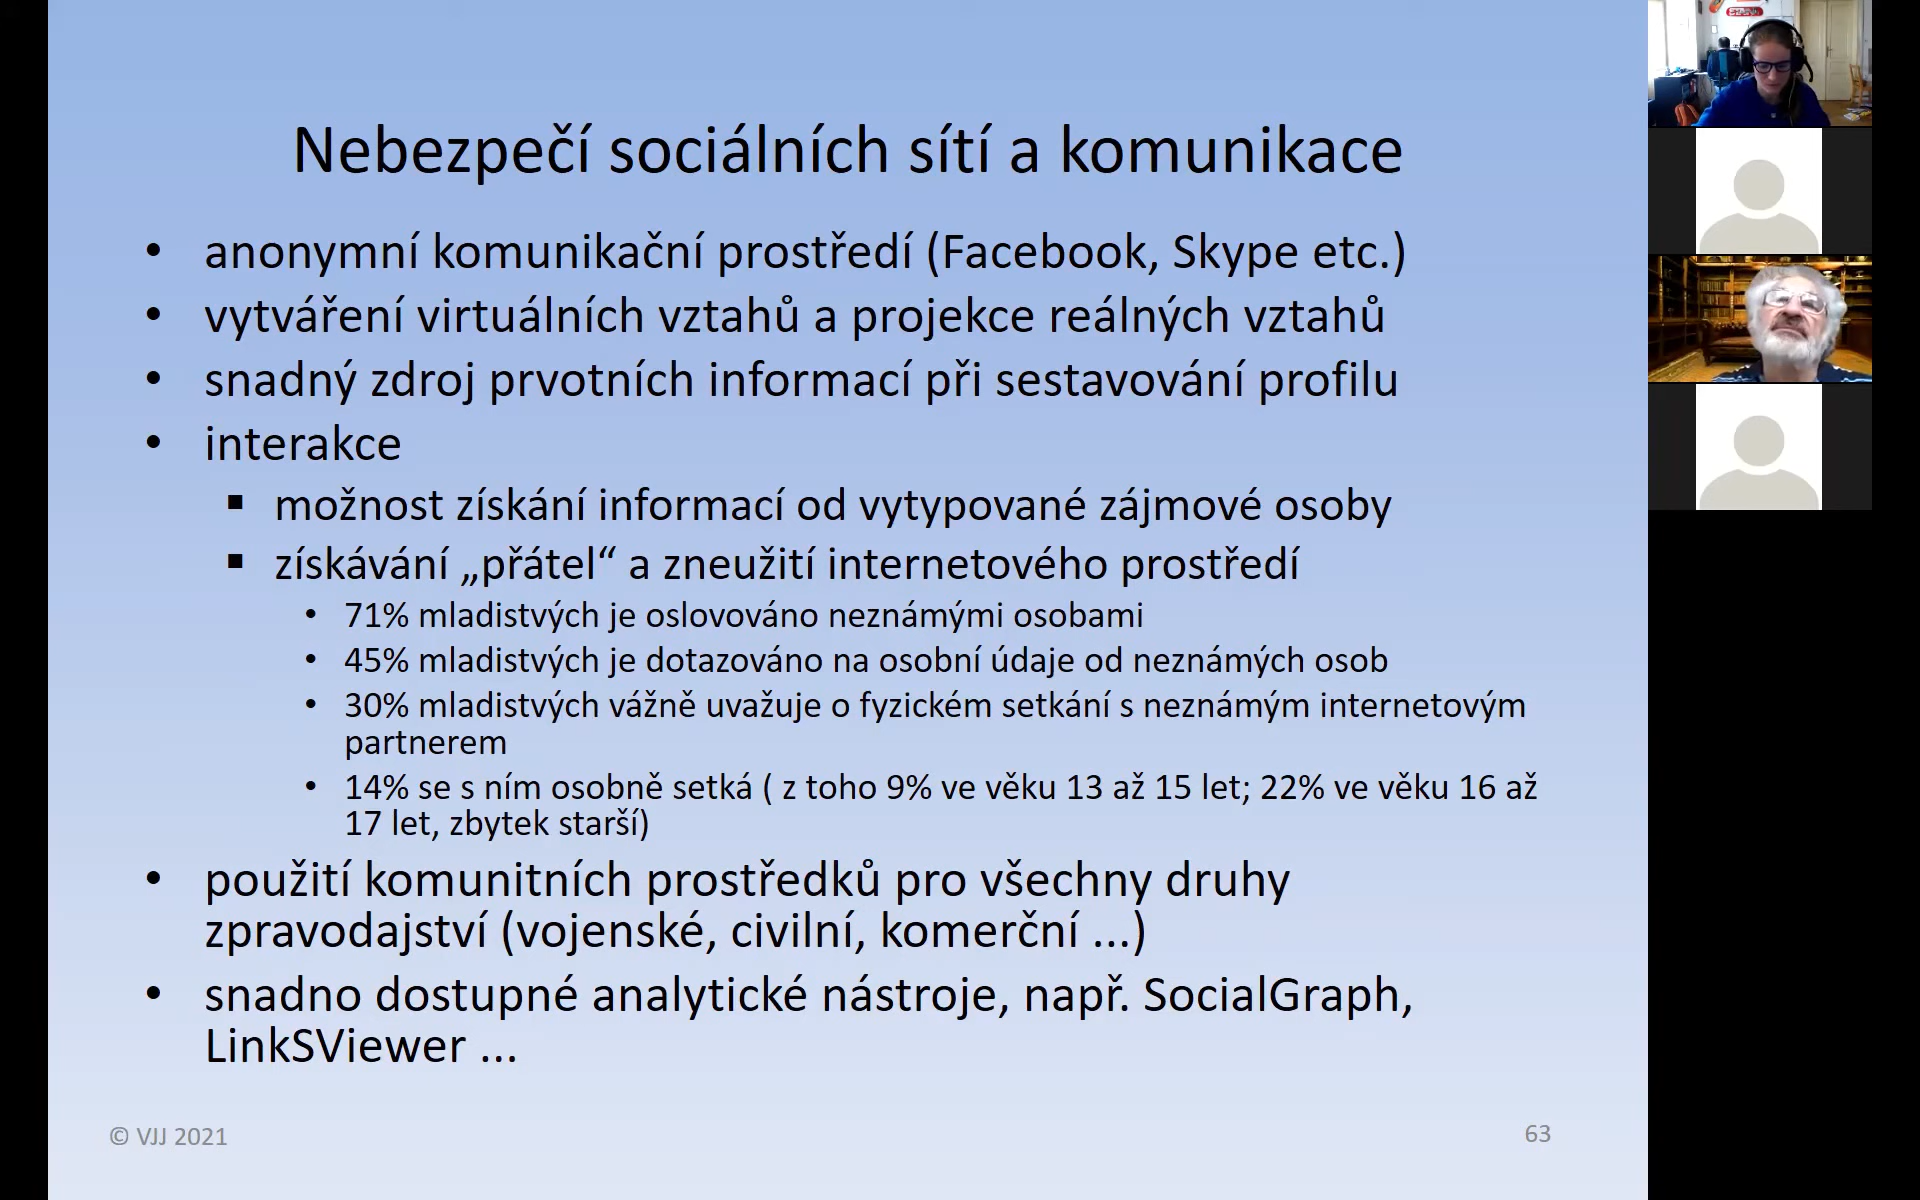 Nebezpečí sociálních sítí a komunikace
• anonymní komunikační prostředí (Facebook, Skype etc.)
• vytváření virtuálních vztahů a projekce reálných vztahů
• snadný zdroj prvotních informací při sestavování profilu
• interakce
▪ možnost získání informací od vytypované zájmové osoby
▪ získávání „přátel“ a zneužití internetového prostředí
• 71% mladistvých je oslovováno neznámými osobami
• 45% mladistvých je dotazováno na osobní údaje od neznámých osob
• 30% mladistvých vážně uvažuje o fyzickém setkání s neznámým internetovým
partnerem
• 14% se s ním osobně setká ( z toho 9% ve věku 13 až 15 let; 22% ve věku 16 až
17 let, zbytek starší)
• použití komunitních prostředků pro všechny druhy
zpravodajství (vojenské, civilní, komerční ...)
• snadno dostupné analytické nástroje, např. SocialGraph,
LinkSViewer ...
© VJJ 2021
63